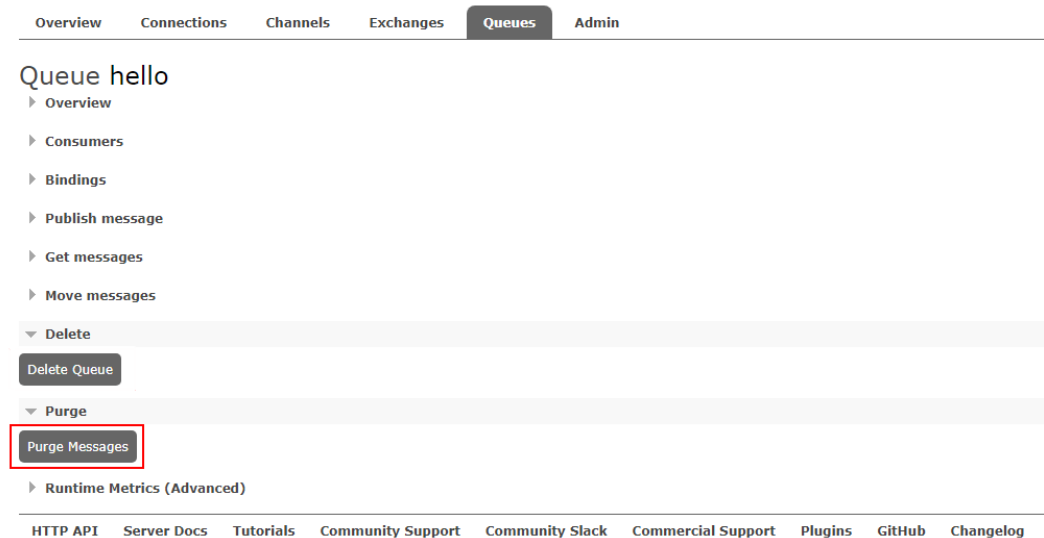 Overview Connections Channels Exchanges Queues Admin
Queue hello
Overview
Consumers
Bindings
Publish message
Get messages
Move messages
Delete
Delete Queue
Purge
Purge Messages
Runtime Metrics (Advanced)
HTTP API Server Docs Tutorials Community Support Community Slack Commercial Support Plugins GitHub Changelog